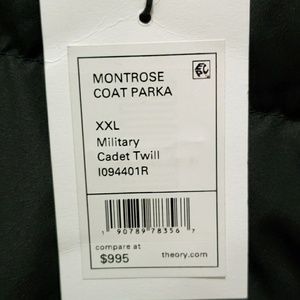 MONTROSE
COAT PARKA
XXL
Military
Cadet Twill
I094401R
1 90789 78356 7
compare at
$995
theory.com